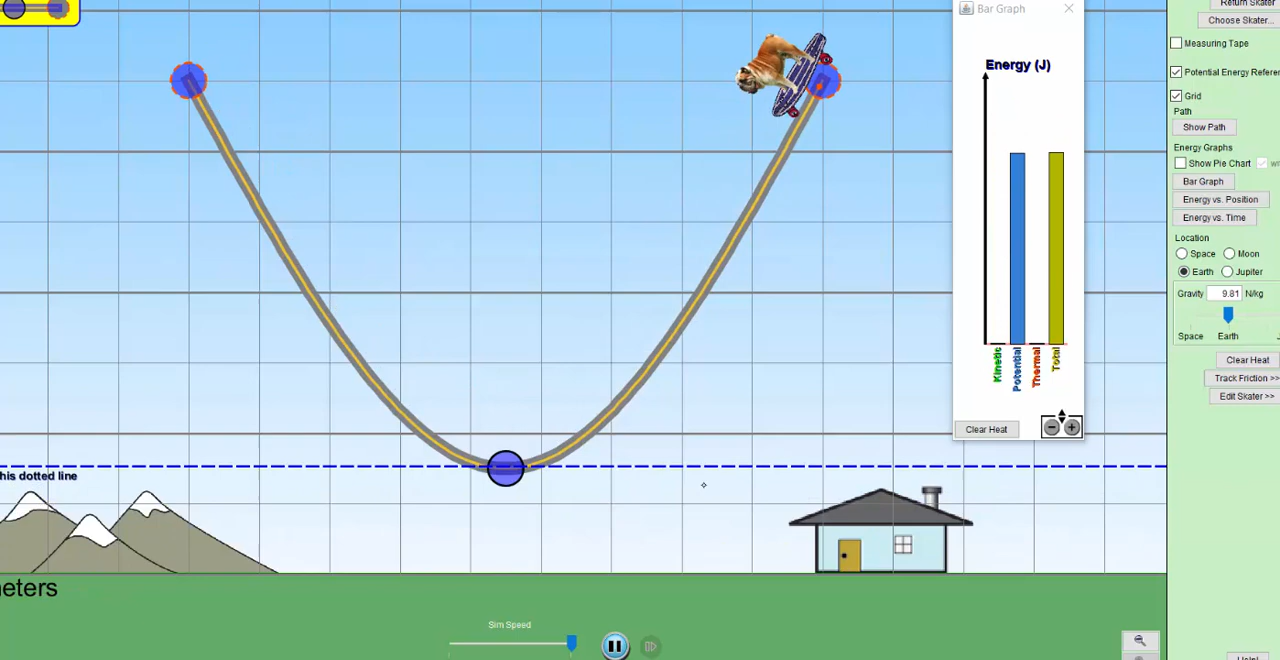 Return Skater
Bar Graph
Choose Skater...
Measuring Tape
Energy (J)
Potential Energy Refere
Grid
Path
Show Path
Energy Graphs
Show Pie Chart
Bar Graph
Energy vs. Position
Energy vs. Time
Location
Space
Moon
Earth
Jupiter
Gravity 9.81 N/kg
Space Earth J
Kinetic
Potential
Thermal
Total
Clear Heat
Track Friction >>
Edit Skater >>
Clear Heat
his dotted line
neters
Sim Speed